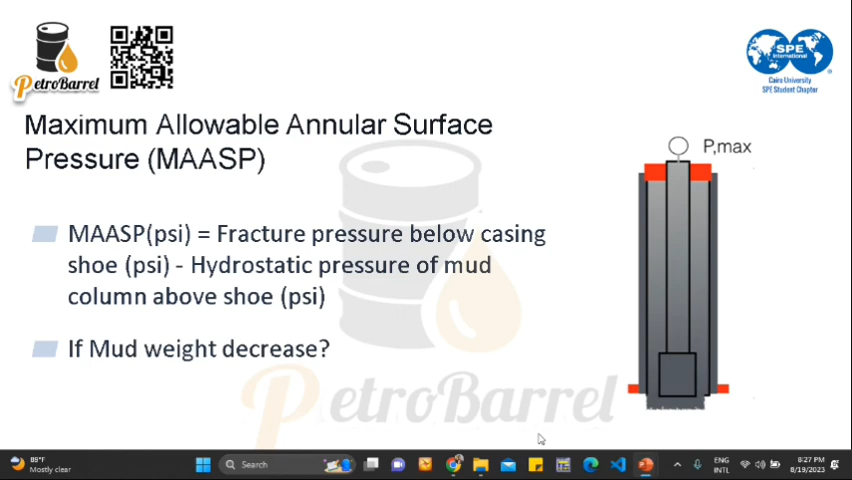 PetroBarrel
SPE
International
Cairo University
SPE Student Chapter
Maximum Allowable Annular Surface
Pressure (MAASP)
P,max
MAASP(psi) = Fracture pressure below casing
shoe (psi) - Hydrostatic pressure of mud
column above shoe (psi)
If Mud weight decrease?
PetroBarrel
89°F
Mostly clear
Search
ENG
INTL
8:27 PM
8/19/2023